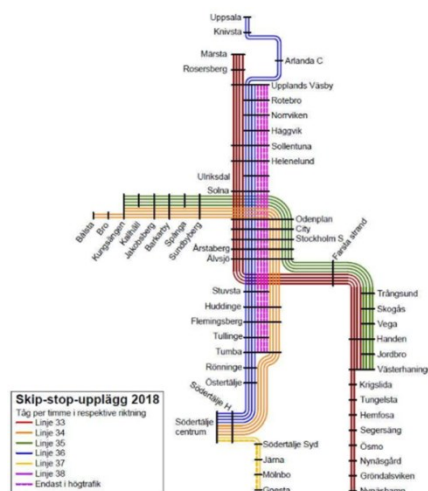 Uppsala
Knivsta
Arlanda C
Märsta
Rosersberg
Upplands Väsby
Rotebro
Norrviken
Häggvik
Sollentuna
Helenelund
Ulriksdal
Solna
Bålsta
Bro
Kungsängen
Kallhäll
Jakobsberg
Barkarby
Spånga
Sundbyberg
Odenplan
City
Stockholm S
Årstaberg
Älvsjö
Farsta strand
Stuvsta
Huddinge
Flemingsberg
Tullinge
Tumba
Rönninge
Östertälje
Södertälje H
Södertälje
centrum
Södertälje Syd
Järna
Mölnbo
Gnesta
Trångsund
Skogås
Vega
Handen
Jordbro
Västerhaninge
Krigslida
Tungelsta
Hemfosa
Segersäng
Ösmo
Nynäsgård
Gröndalsviken
Nynäshamn
Skip-stop-upplägg 2018
Tåg per timme i respektive riktning
Linje 33
Linje 34
Linje 35
Linje 36
Linje 37
Linje 38
Endast i högtrafik